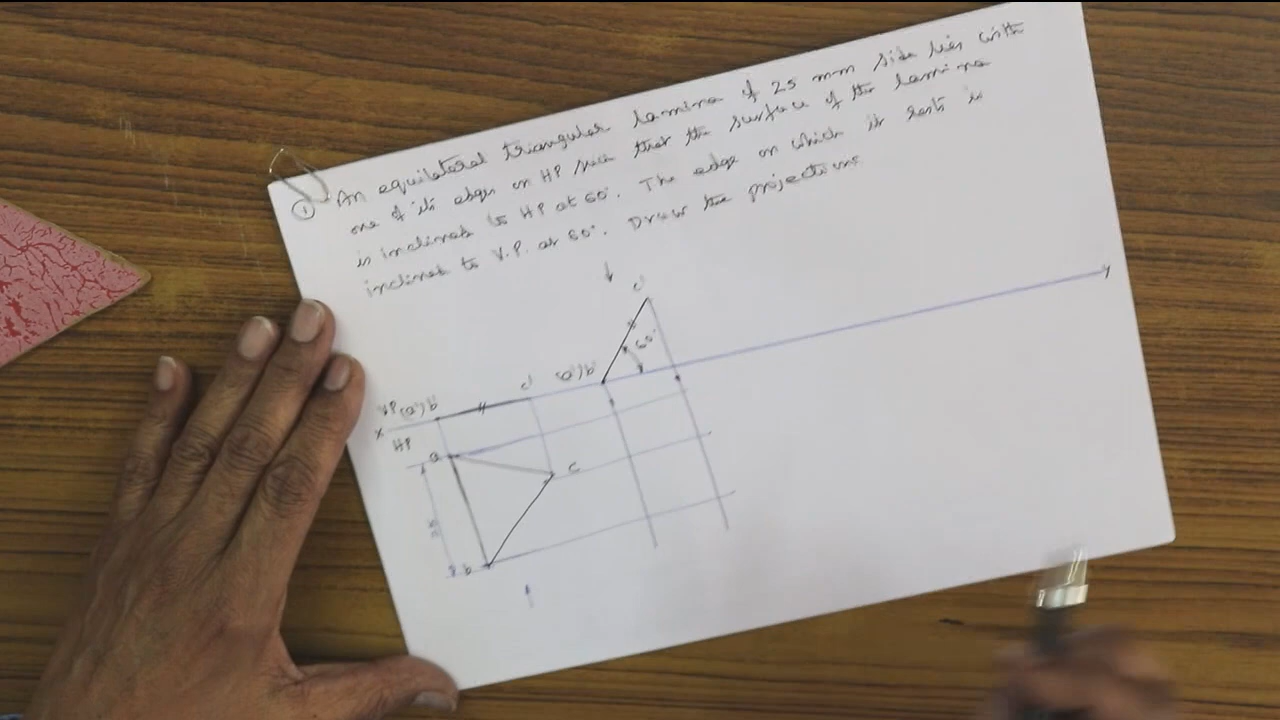 ① An equilateral triangular lamina of 25 mm side lies with
one of its edges on HP such that the surface of the lamina
is inclined to HP at 60°. The edge on which it rests is
inclined to V.P. at 60°. Draw the projections
c'
60°
(a') b'
y
VP (a') b'
c'
X
HP
a
c
25
b